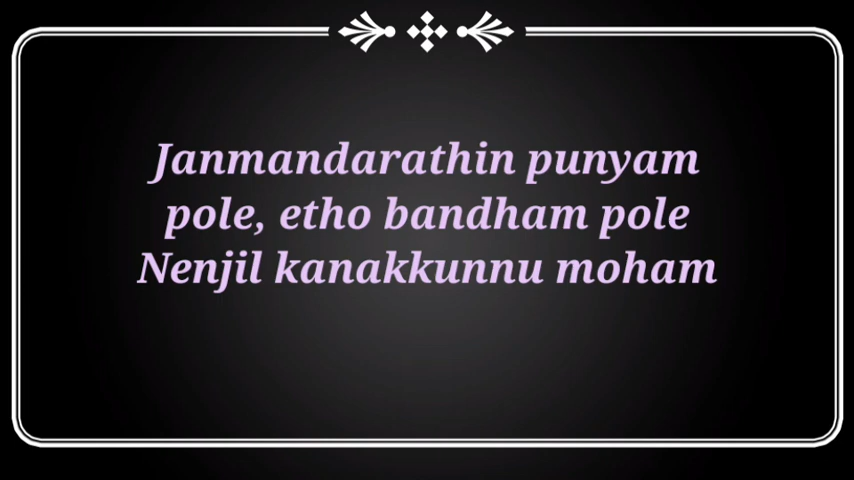 Janmandarathin punyam
pole, etho bandham pole
Nenjil kanakkunnu moham